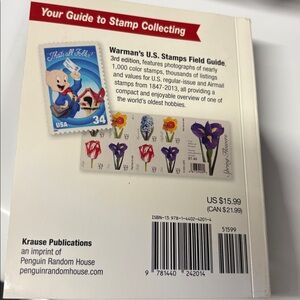 Your Guide to Stamp Collecting
That's all Folks!
USA
34
Warman's U.S. Stamps Field Guide,
3rd edition, features photographs of nearly
1,000 color stamps, thousands of listings
and values for U.S. regular-issue and Airmail
stamps from 1847-2013, all providing a
compact and enjoyable overview of one of
the world's oldest hobbies.
Spring Flowers
US $15.99
(CAN $21.99)
ISBN-13 978-1-4402-4201-4
51599
9 781440 242014
Krause Publications
an imprint of
Penguin Random House
penguinrandomhouse.com